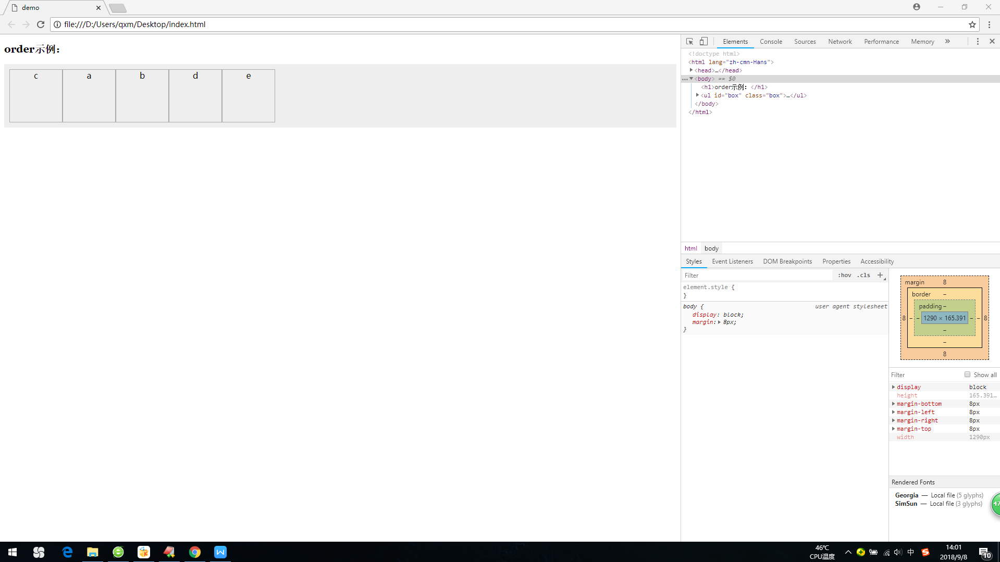 demo
file:///D:/Users/qxm/Desktop/index.html
order示例：
c a b d e
Elements Console Sources Network Performance Memory »
<!doctype html>
<html lang="zh-cmn-Hans">
<head>…</head>
<body> == $0
<h1>order示例：</h1>
<ul id="box" class="box">…</ul>
</body>
</html>
html body
Styles Event Listeners DOM Breakpoints Properties Accessibility
Filter :hov .cls +
element.style {
}
body { user agent stylesheet
display: block;
margin: 8px;
}
margin 8
border –
padding –
8 – – 1290 × 165.391 – – 8
–
–
8
Filter Show all
display block
height 165.391…
margin-bottom 8px
margin-left 8px
margin-right 8px
margin-top 8px
width 1290px
Rendered Fonts
Georgia — Local file (5 glyphs)
SimSun — Local file (3 glyphs)
47
46℃
CPU温度
中
14:01
2018/9/8
10